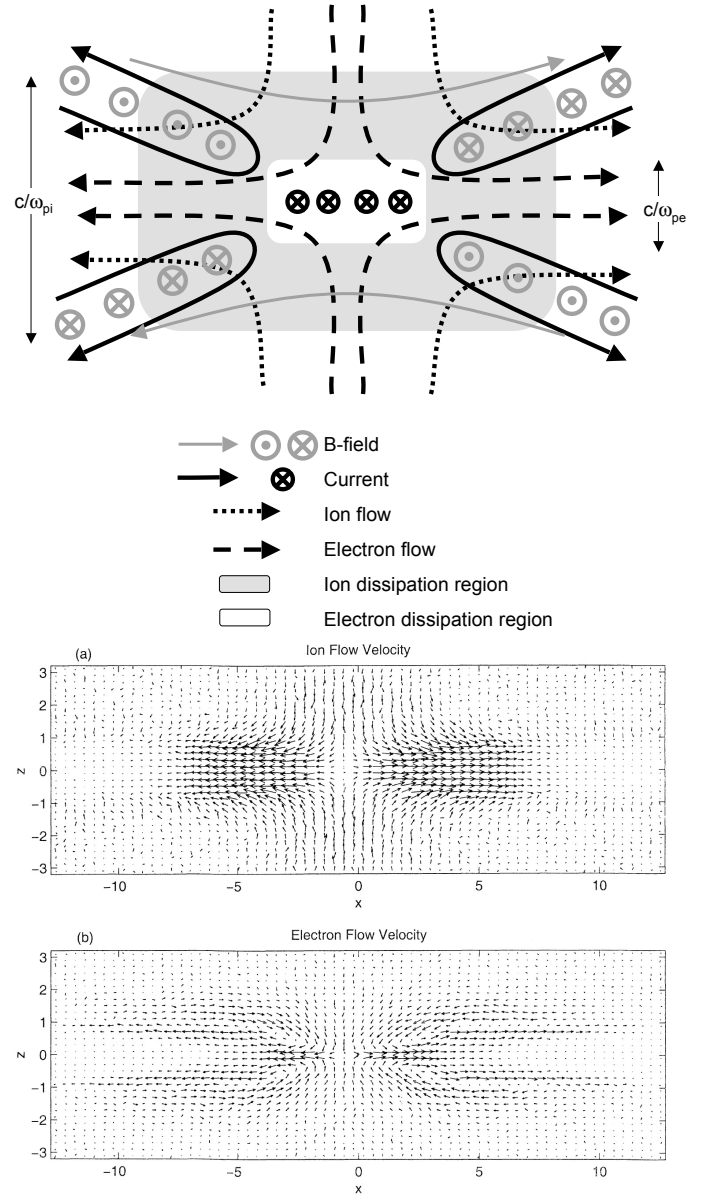 c/ωpi
c/ωpe
B-field
Current
Ion flow
Electron flow
Ion dissipation region
Electron dissipation region
(a)
Ion Flow Velocity
3
2
1
0
−1
−2
−3
z
−10 −5 0 5 10
x
(b)
Electron Flow Velocity
3
2
1
0
−1
−2
−3
z
−10 −5 0 5 10
x